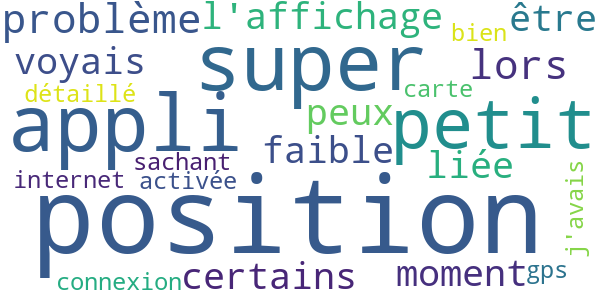 problème l'affichage être
bien
voyais super lors
détaillé carte
appli peux petit
faible
sachant liée
internet activée j'avais
position
connexion certains moment gps